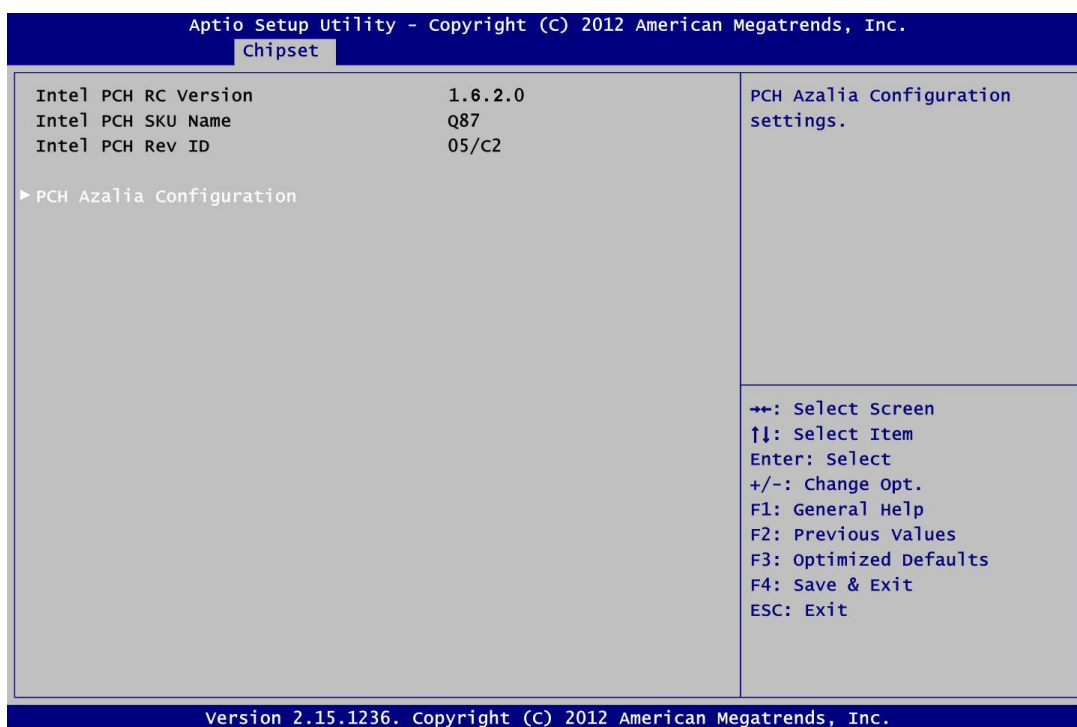 Aptio Setup Utility – Copyright (C) 2012 American Megatrends, Inc.
Chipset
Intel PCH RC Version 1.6.2.0
Intel PCH SKU Name Q87
Intel PCH Rev ID 05/C2
▶ PCH Azalia Configuration
PCH Azalia Configuration
settings.
→←: Select Screen
↑↓: Select Item
Enter: Select
+/-: Change Opt.
F1: General Help
F2: Previous Values
F3: Optimized Defaults
F4: Save & Exit
ESC: Exit
Version 2.15.1236. Copyright (C) 2012 American Megatrends, Inc.